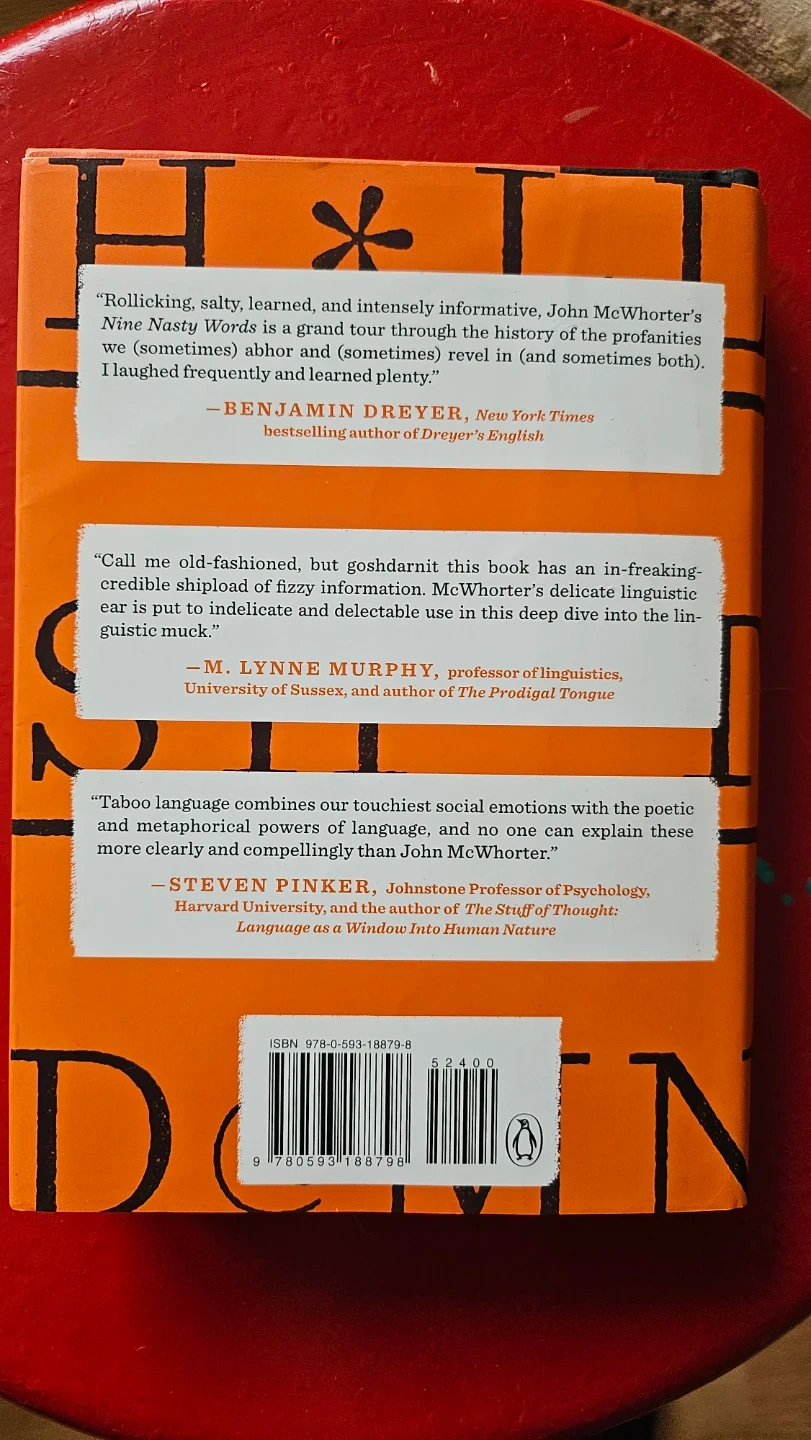 H*LL
“Rollicking, salty, learned, and intensely informative, John McWhorter’s
Nine Nasty Words is a grand tour through the history of the profanities
we (sometimes) abhor and (sometimes) revel in (and sometimes both).
I laughed frequently and learned plenty.”
—BENJAMIN DREYER, New York Times
bestselling author of Dreyer’s English
“Call me old-fashioned, but goshdarnit this book has an in-freaking-
credible shipload of fizzy information. McWhorter’s delicate linguistic
ear is put to indelicate and delectable use in this deep dive into the lin-
guistic muck.”
—M. LYNNE MURPHY, professor of linguistics,
University of Sussex, and author of The Prodigal Tongue
“Taboo language combines our touchiest social emotions with the poetic
and metaphorical powers of language, and no one can explain these
more clearly and compellingly than John McWhorter.”
—STEVEN PINKER, Johnstone Professor of Psychology,
Harvard University, and the author of The Stuff of Thought:
Language as a Window Into Human Nature
ISBN 978-0-593-18879-8
52400
9 780593 188798